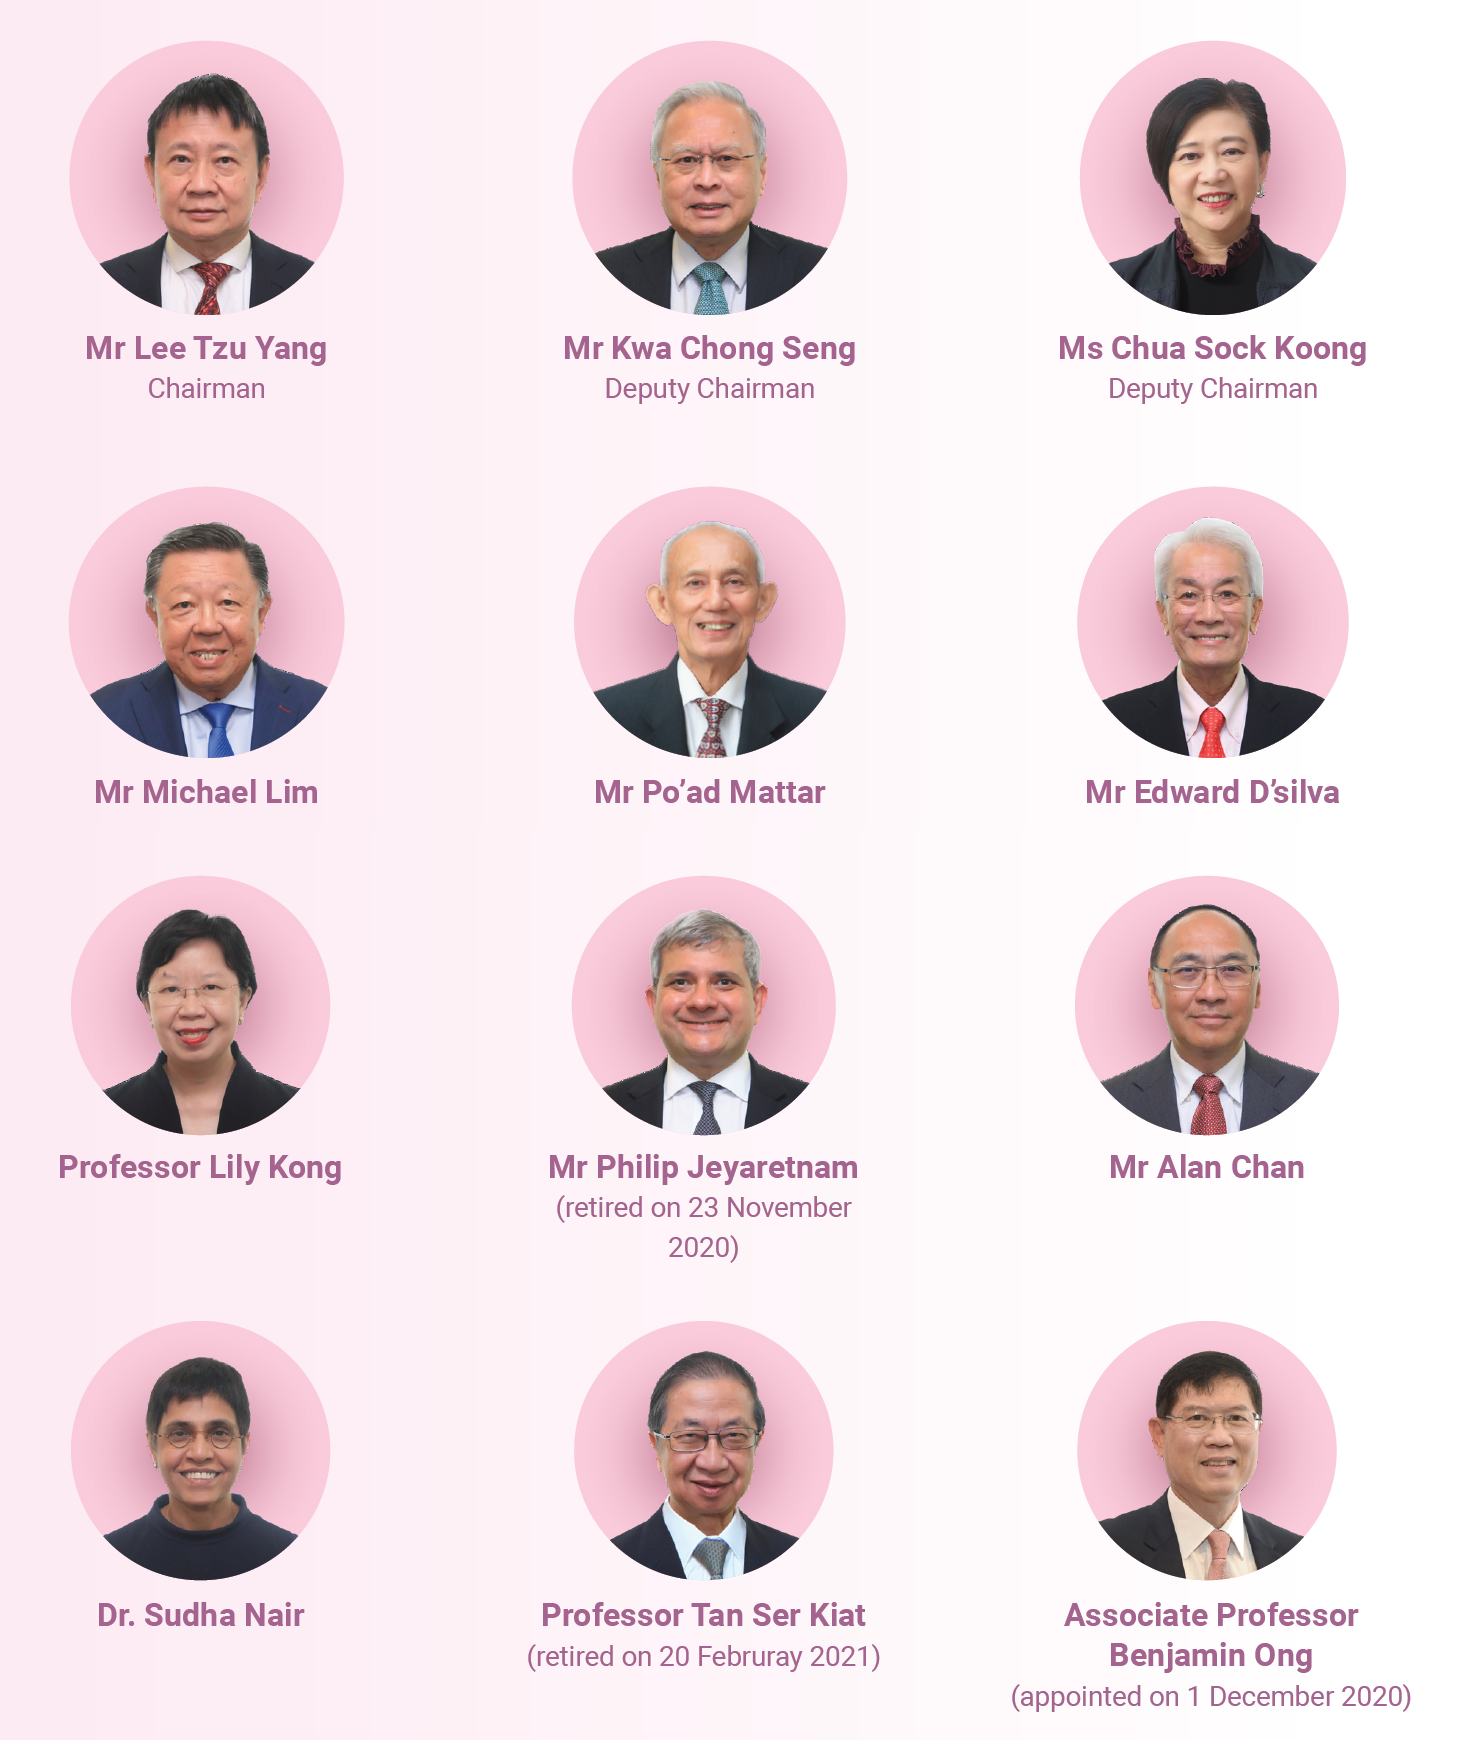 Mr Lee Tzu Yang
Chairman
Mr Kwa Chong Seng
Deputy Chairman
Ms Chua Sock Koong
Deputy Chairman
Mr Michael Lim
Mr Po’ad Mattar
Mr Edward D’silva
Professor Lily Kong
Mr Philip Jeyaretnam
(retired on 23 November
2020)
Mr Alan Chan
Dr. Sudha Nair
Professor Tan Ser Kiat
(retired on 20 Februray 2021)
Associate Professor
Benjamin Ong
(appointed on 1 December 2020)